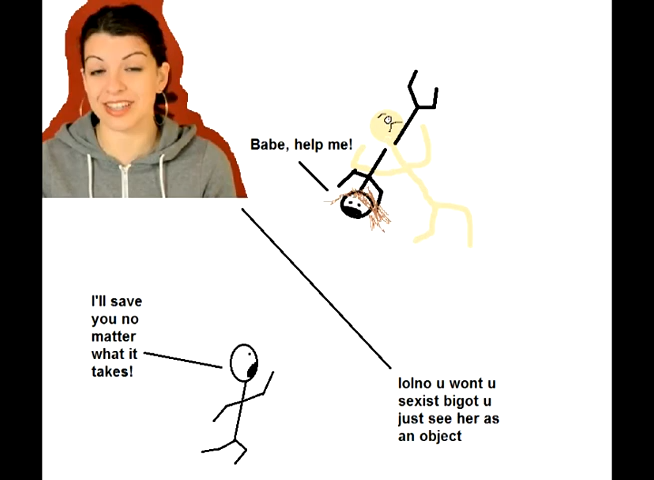 Babe, help me!
I'll save
you no
matter
what it
takes!
lolno u wont u
sexist bigot u
just see her as
an object